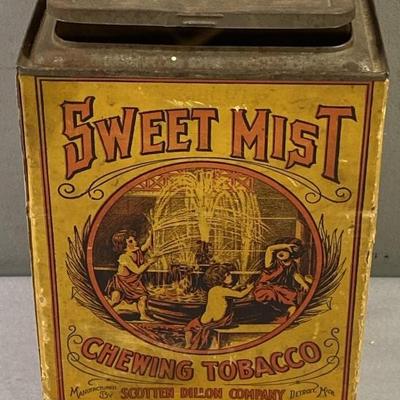 SWEET MIST
CHEWING TOBACCO
MANUFACTURED BY SCOTTEN DILLON COMPANY DETROIT, MICH.